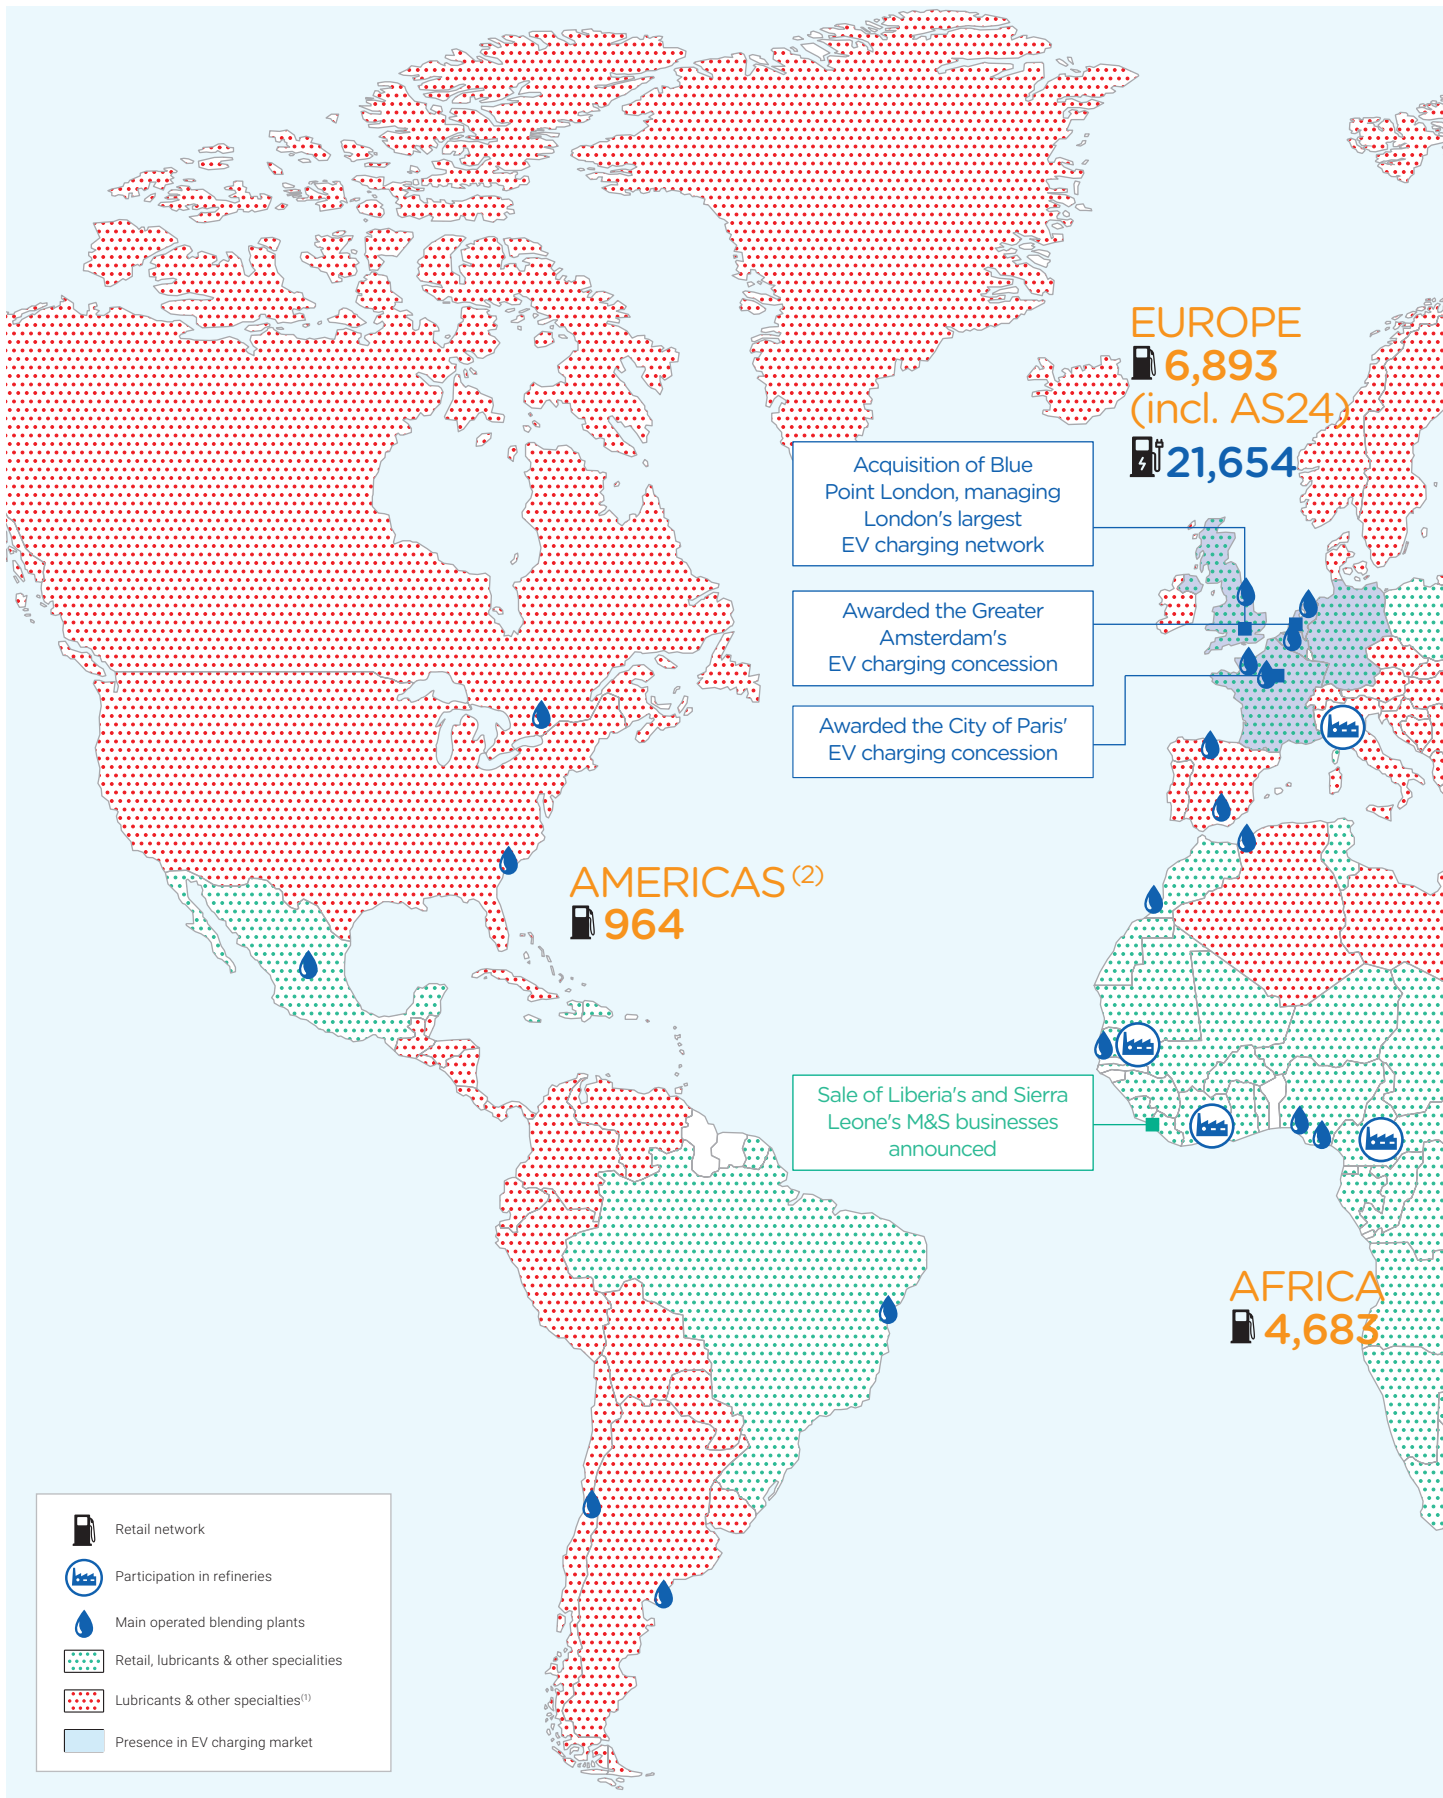 EUROPE
6,893
(incl. AS24)
21,654
Acquisition of Blue
Point London, managing
London's largest
EV charging network
Awarded the Greater
Amsterdam's
EV charging concession
Awarded the City of Paris'
EV charging concession
AMERICAS (2)
964
Sale of Liberia's and Sierra
Leone's M&S businesses
announced
AFRICA
4,683
Retail network
Participation in refineries
Main operated blending plants
Retail, lubricants & other specialities
Lubricants & other specialties(1)
Presence in EV charging market